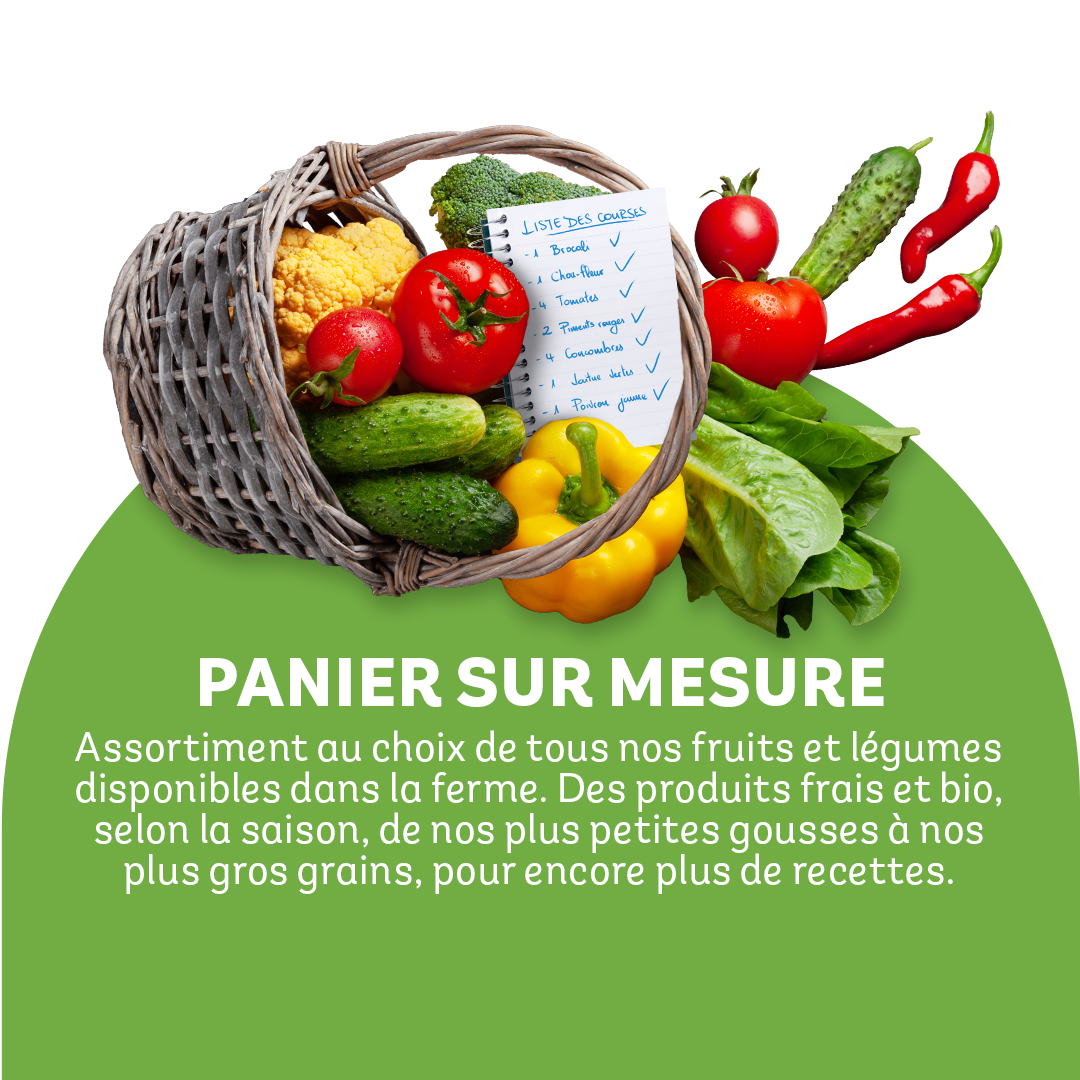 LISTE DES COURSES
- 1 Brocoli
- 1 Chou-fleur
- 4 Tomates
- 2 Piments rouges
- 4 Concombres
- 1 Laitue vertes
- 1 Poivron jaune
PANIER SUR MESURE
Assortiment au choix de tous nos fruits et légumes
disponibles dans la ferme. Des produits frais et bio,
selon la saison, de nos plus petites gousses à nos
plus gros grains, pour encore plus de recettes.